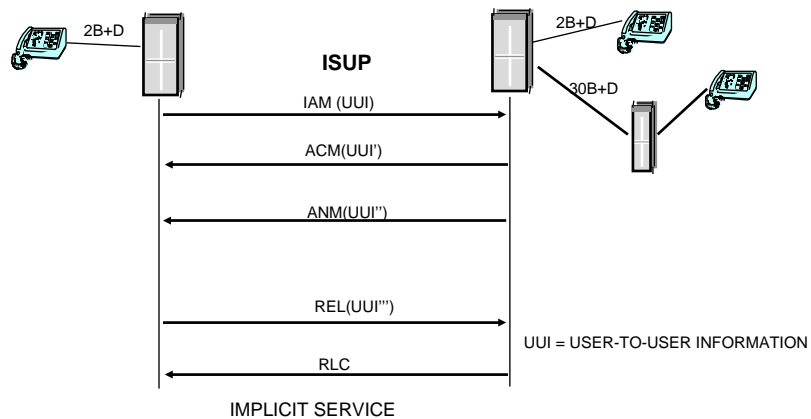 2B+D
2B+D
ISUP
30B+D
IAM (UUI)
ACM(UUI')
ANM(UUI'')
REL(UUI''')
UUI = USER-TO-USER INFORMATION
RLC
IMPLICIT SERVICE